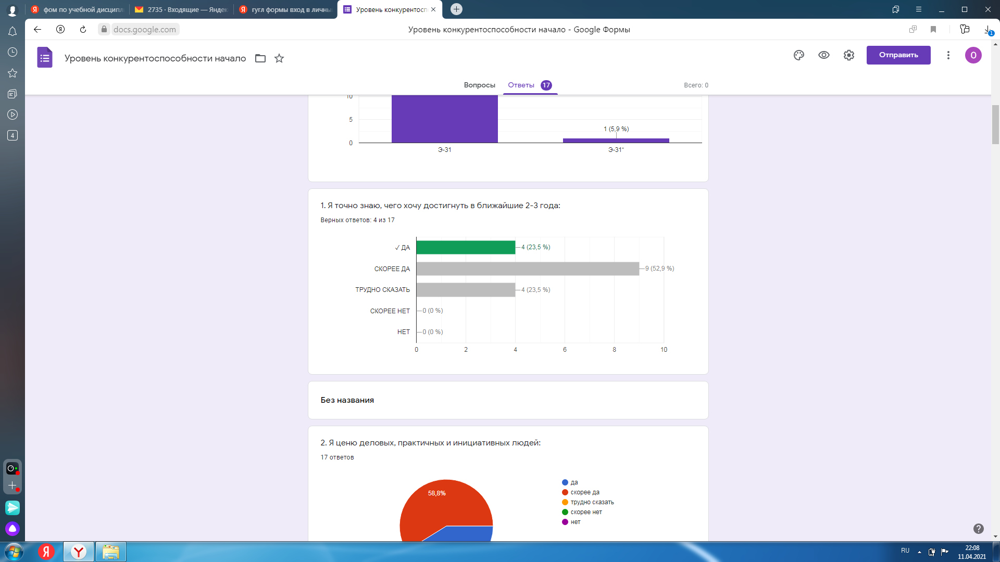 фом по учебной дисципл
2735 · Входящие — Яндек
гугл формы вход в личны
Уровень конкурентосп
docs.google.com
Уровень конкурентоспособности начало - Google Формы
1
Уровень конкурентоспособности начало
Отправить
О
Вопросы
Ответы 17
Всего: 0
4
10
5
0
1 (5,9 %)
Э-31
Э-31"
1. Я точно знаю, чего хочу достигнуть в ближайшие 2-3 года:
Верных ответов: 4 из 17
✓ ДА
4 (23,5 %)
СКОРЕЕ ДА
9 (52,9 %)
ТРУДНО СКАЗАТЬ
4 (23,5 %)
СКОРЕЕ НЕТ
0 (0 %)
НЕТ
0 (0 %)
0 2 4 6 8 10
Без названия
2. Я ценю деловых, практичных и инициативных людей:
17 ответов
58,8%
да
скорее да
трудно сказать
скорее нет
нет
RU
22:08
11.04.2021